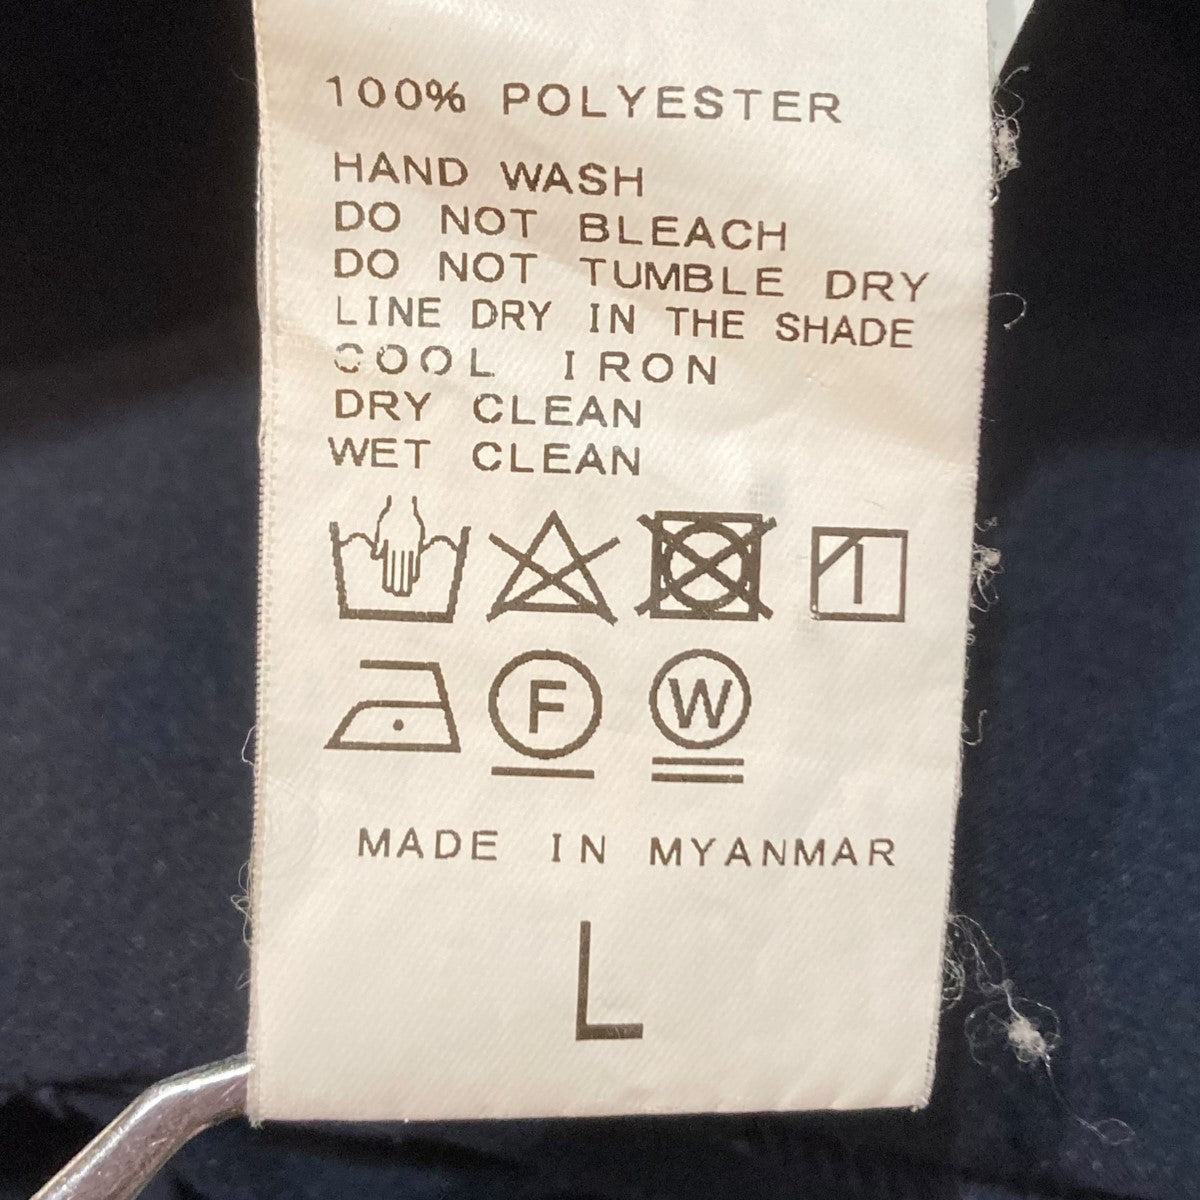 100% POLYESTER
HAND WASH
DO NOT BLEACH
DO NOT TUMBLE DRY
LINE DRY IN THE SHADE
COOL IRON
DRY CLEAN
WET CLEAN
F W
MADE IN MYANMAR
L